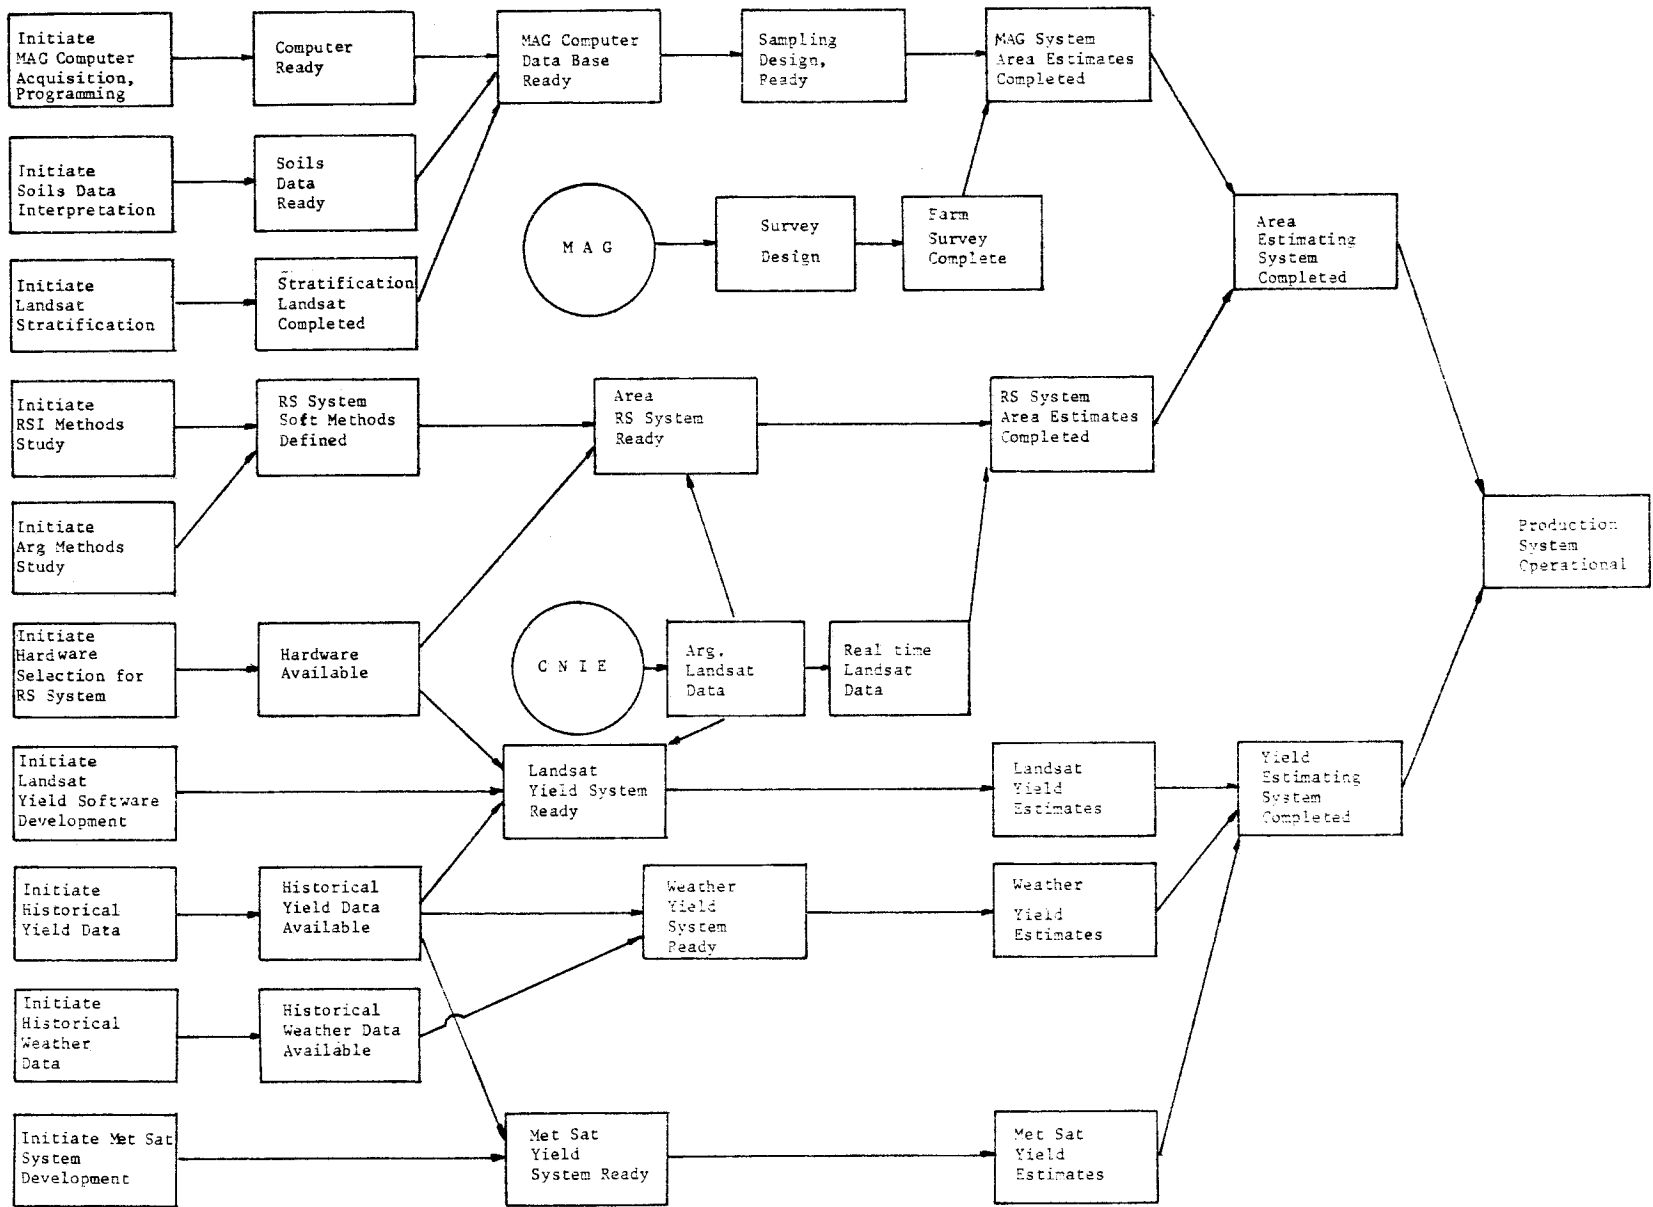 Initiate
MAG Computer
Acquisition,
Programming
Computer
Ready
MAG Computer
Data Base
Ready
Sampling
Design,
Ready
MAG System
Area Estimates
Completed
Initiate
Soils Data
Interpretation
Soils
Data
Ready
M A G
Survey
Design
Farm
Survey
Complete
Area
Estimating
System
Completed
Initiate
Landsat
Stratification
Stratification
Landsat
Completed
Initiate
RSI Methods
Study
RS System
Soft Methods
Defined
Area
RS System
Ready
RS System
Area Estimates
Completed
Initiate
Arg Methods
Study
Production
System
Operational
Initiate
Hardware
Selection for
RS System
Hardware
Available
C N I E
Arg.
Landsat
Data
Real time
Landsat
Data
Initiate
Landsat
Yield Software
Development
Landsat
Yield System
Ready
Landsat
Yield
Estimates
Yield
Estimating
System
Completed
Initiate
Historical
Yield Data
Historical
Yield Data
Available
Weather
Yield
System
Ready
Weather
Yield
Estimates
Initiate
Historical
Weather
Data
Historical
Weather Data
Available
Initiate Met Sat
System
Development
Met Sat
Yield
System Ready
Met Sat
Yield
Estimates